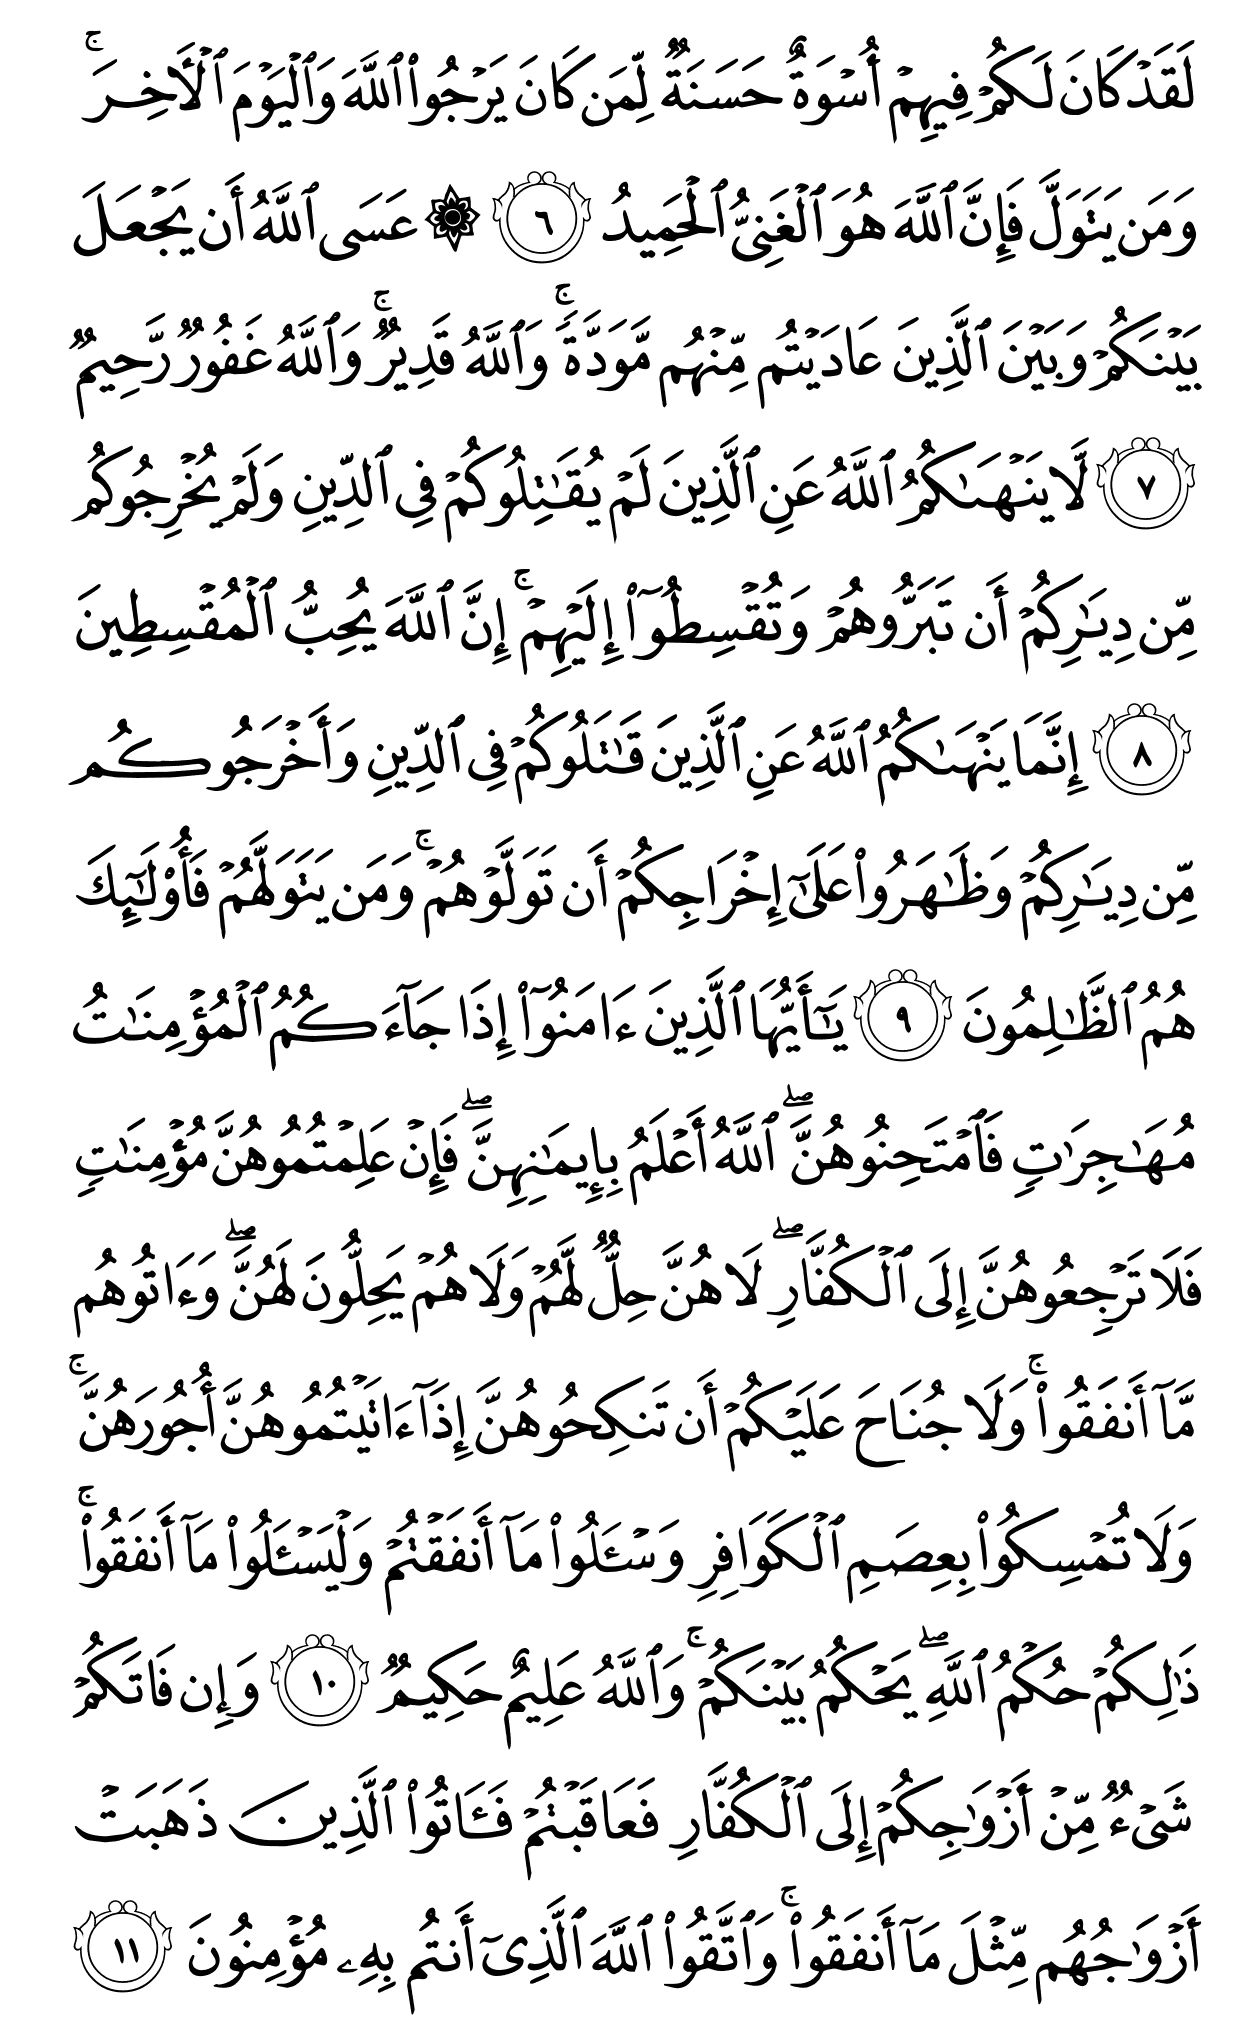 لَقَدۡ كَانَ لَكُمۡ فِيهِمۡ أُسۡوَةٌ حَسَنَةٞ لِّمَن كَانَ يَرۡجُواْ ٱللَّهَ وَٱلۡيَوۡمَ ٱلۡأٓخِرَۚ
وَمَن يَتَوَلَّ فَإِنَّ ٱللَّهَ هُوَ ٱلۡغَنِيُّ ٱلۡحَمِيدُ ٦ ۞ عَسَى ٱللَّهُ أَن يَجۡعَلَ
بَيۡنَكُمۡ وَبَيۡنَ ٱلَّذِينَ عَادَيۡتُم مِّنۡهُم مَّوَدَّةٗۚ وَٱللَّهُ قَدِيرٞۚ وَٱللَّهُ غَفُورٞ رَّحِيمٞ
٧ لَّا يَنۡهَىٰكُمُ ٱللَّهُ عَنِ ٱلَّذِينَ لَمۡ يُقَٰتِلُوكُمۡ فِي ٱلدِّينِ وَلَمۡ يُخۡرِجُوكُم
مِّن دِيَٰرِكُمۡ أَن تَبَرُّوهُمۡ وَتُقۡسِطُوٓاْ إِلَيۡهِمۡۚ إِنَّ ٱللَّهَ يُحِبُّ ٱلۡمُقۡسِطِينَ
٨ إِنَّمَا يَنۡهَىٰكُمُ ٱللَّهُ عَنِ ٱلَّذِينَ قَٰتَلُوكُمۡ فِي ٱلدِّينِ وَأَخۡرَجُوكُم
مِّن دِيَٰرِكُمۡ وَظَٰهَرُواْ عَلَىٰٓ إِخۡرَاجِكُمۡ أَن تَوَلَّوۡهُمۡۚ وَمَن يَتَوَلَّهُمۡ فَأُوْلَٰٓئِكَ
هُمُ ٱلظَّٰلِمُونَ ٩ يَٰٓأَيُّهَا ٱلَّذِينَ ءَامَنُوٓاْ إِذَا جَآءَكُمُ ٱلۡمُؤۡمِنَٰتُ
مُهَٰجِرَٰتٖ فَٱمۡتَحِنُوهُنَّۖ ٱللَّهُ أَعۡلَمُ بِإِيمَٰنِهِنَّۖ فَإِنۡ عَلِمۡتُمُوهُنَّ مُؤۡمِنَٰتٖ
فَلَا تَرۡجِعُوهُنَّ إِلَى ٱلۡكُفَّارِۖ لَا هُنَّ حِلّٞ لَّهُمۡ وَلَا هُمۡ يَحِلُّونَ لَهُنَّۖ وَءَاتُوهُم
مَّآ أَنفَقُواْۚ وَلَا جُنَاحَ عَلَيۡكُمۡ أَن تَنكِحُوهُنَّ إِذَآ ءَاتَيۡتُمُوهُنَّ أُجُورَهُنَّۚ
وَلَا تُمۡسِكُواْ بِعِصَمِ ٱلۡكَوَافِرِ وَسۡـَٔلُواْ مَآ أَنفَقۡتُمۡ وَلۡيَسۡـَٔلُواْ مَآ أَنفَقُواْۚ
ذَٰلِكُمۡ حُكۡمُ ٱللَّهِۖ يَحۡكُمُ بَيۡنَكُمۡۚ وَٱللَّهُ عَلِيمٌ حَكِيمٞ ١٠ وَإِن فَاتَكُمۡ
شَيۡءٞ مِّنۡ أَزۡوَٰجِكُمۡ إِلَى ٱلۡكُفَّارِ فَعَاقَبۡتُمۡ فَـَٔاتُواْ ٱلَّذِينَ ذَهَبَتۡ
أَزۡوَٰجُهُم مِّثۡلَ مَآ أَنفَقُواْۚ وَٱتَّقُواْ ٱللَّهَ ٱلَّذِيٓ أَنتُم بِهِۦ مُؤۡمِنُونَ ١١